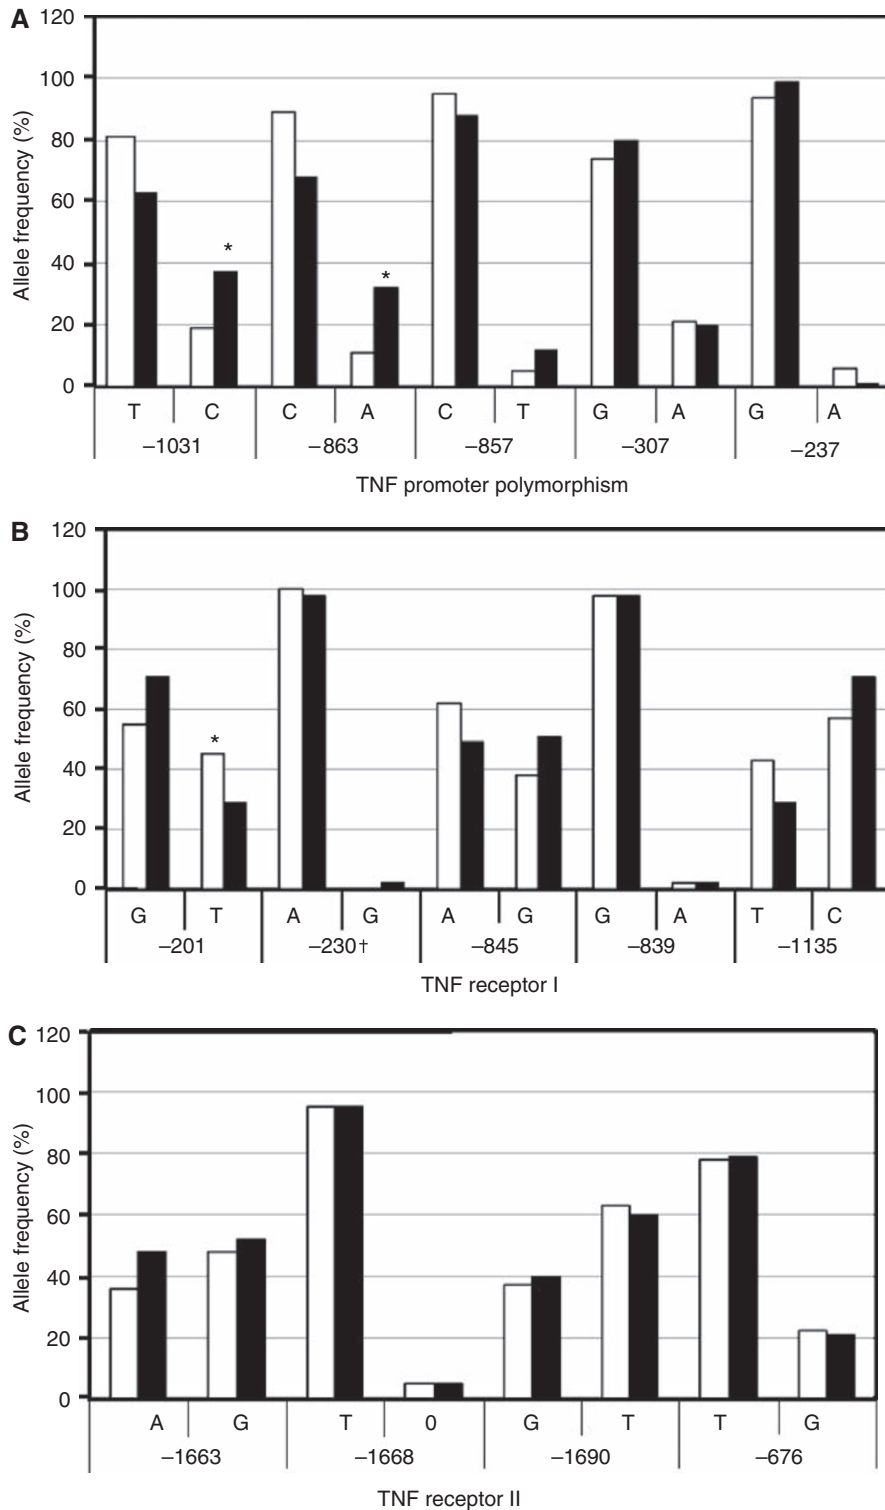 A
120
100
80
60
40
20
0
Allele frequency (%)
*
*
T C C A C T G A G A
–1031 –863 –857 –307 –237
TNF promoter polymorphism
B
120
100
80
60
40
20
0
Allele frequency (%)
*
G T A G A G G A T C
–201 –230† –845 –839 –1135
TNF receptor I
C
120
100
80
60
40
20
0
Allele frequency (%)
A G T 0 G T T G
–1663 –1668 –1690 –676
TNF receptor II